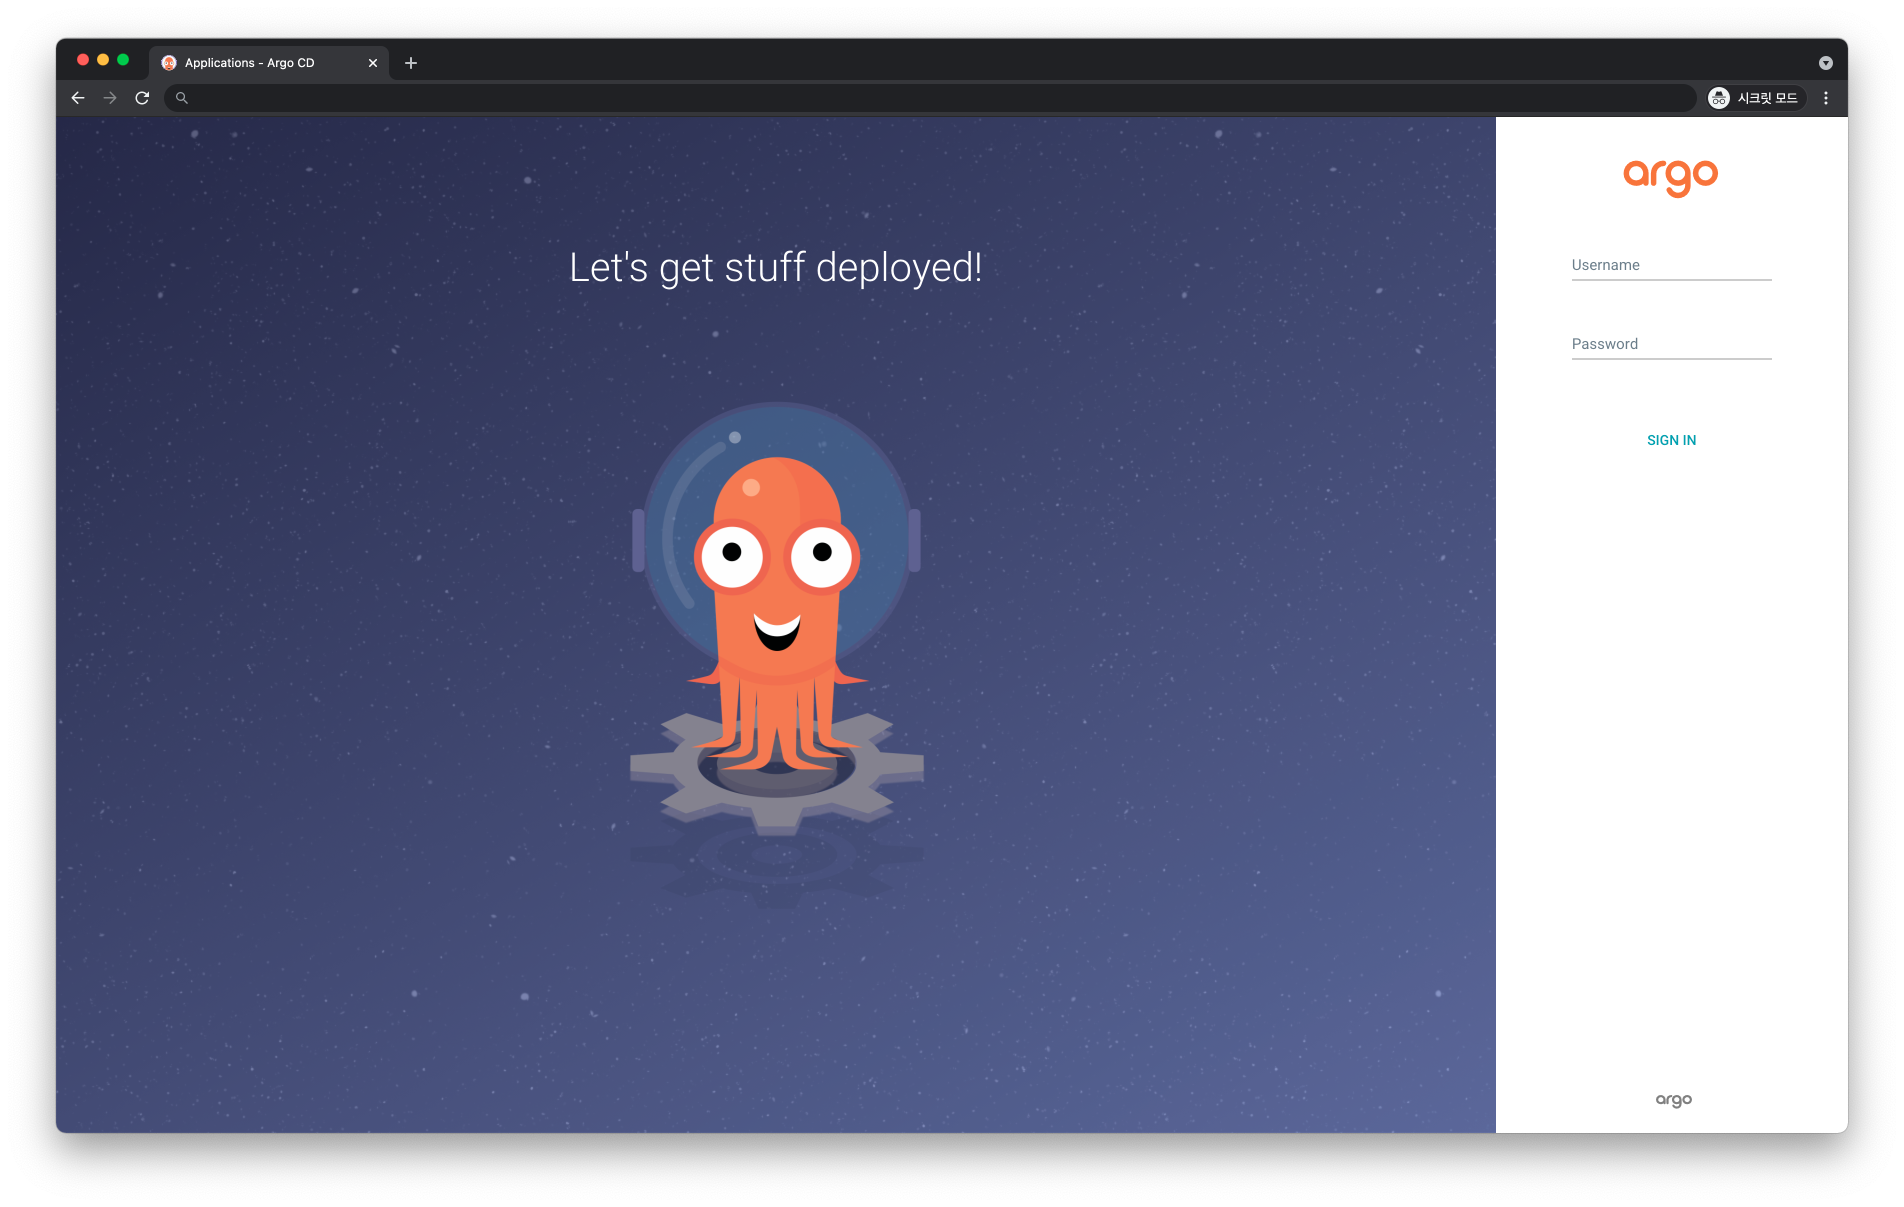 Applications - Argo CD
시크릿 모드
Let's get stuff deployed!
argo
Username
Password
SIGN IN
argo